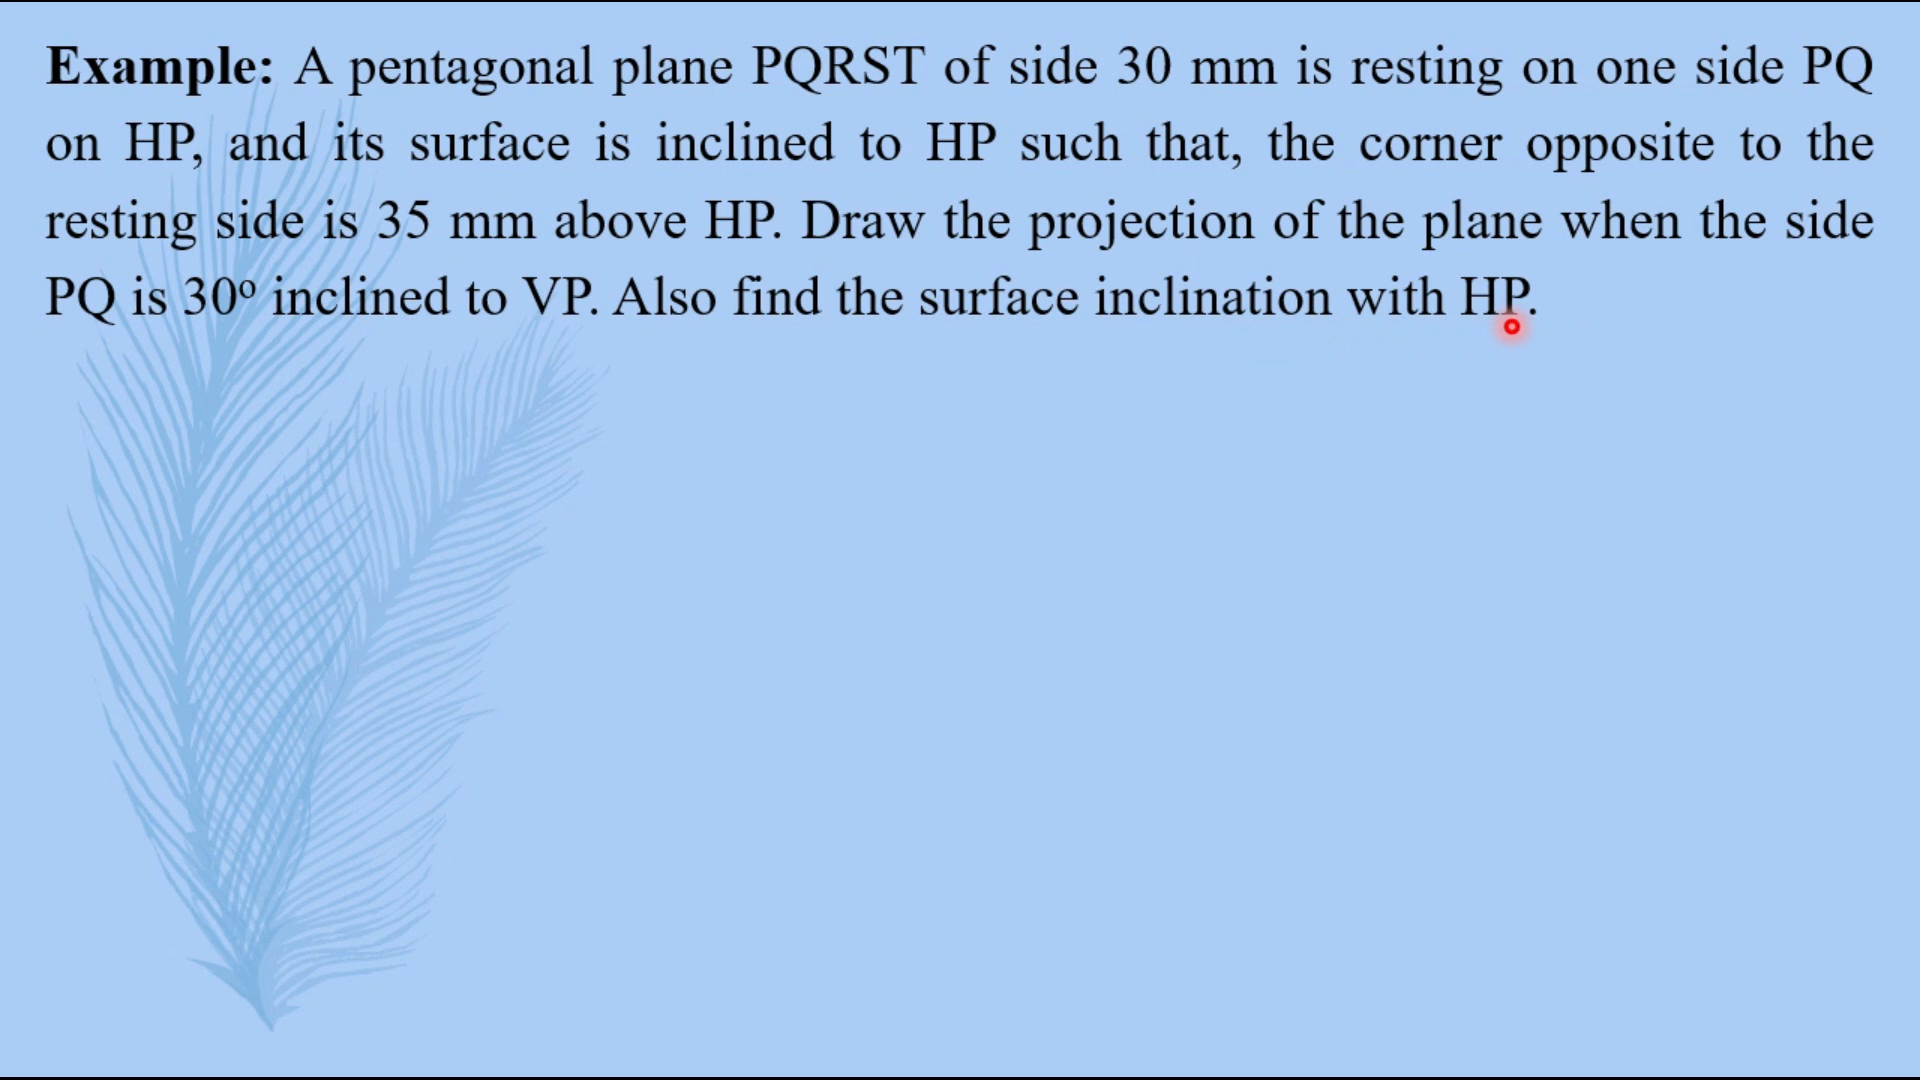 Example: A pentagonal plane PQRST of side 30 mm is resting on one side PQ
on HP, and its surface is inclined to HP such that, the corner opposite to the
resting side is 35 mm above HP. Draw the projection of the plane when the side
PQ is 30º inclined to VP. Also find the surface inclination with HP.